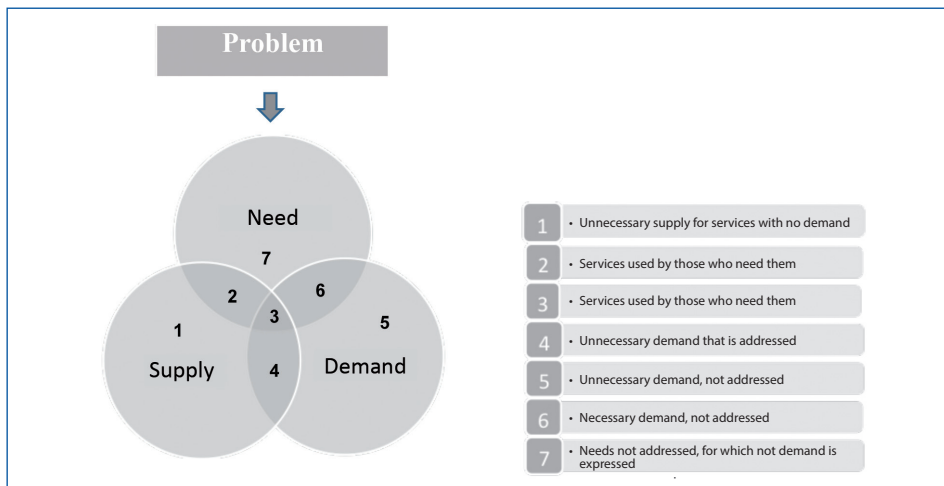 Problem
Need
7
2
6
3
1
5
Supply
4
Demand
1 • Unnecessary supply for services with no demand
2 • Services used by those who need them
3 • Services used by those who need them
4 • Unnecessary demand that is addressed
5 • Unnecessary demand, not addressed
6 • Necessary demand, not addressed
7 • Needs not addressed, for which not demand is
expressed